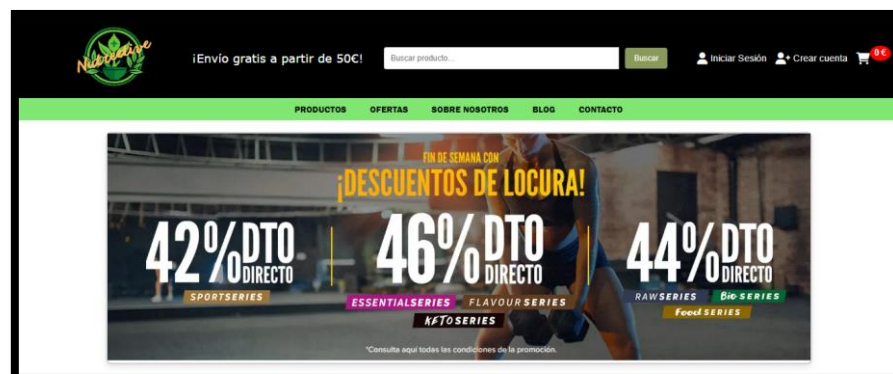 Nutreative
¡Envío gratis a partir de 50€!
Buscar producto...
Buscar
Iniciar Sesión
Crear cuenta
0 €
PRODUCTOS OFERTAS SOBRE NOSOTROS BLOG CONTACTO
FIN DE SEMANA CON
¡DESCUENTOS DE LOCURA!
42% DTO DIRECTO
SPORTSERIES
46% DTO DIRECTO
ESSENTIALSERIES
FLAVOUR SERIES
KETOSERIES
44% DTO DIRECTO
RAWSERIES
Bio SERIES
Food SERIES
*Consulta aquí todas las condiciones de la promoción.